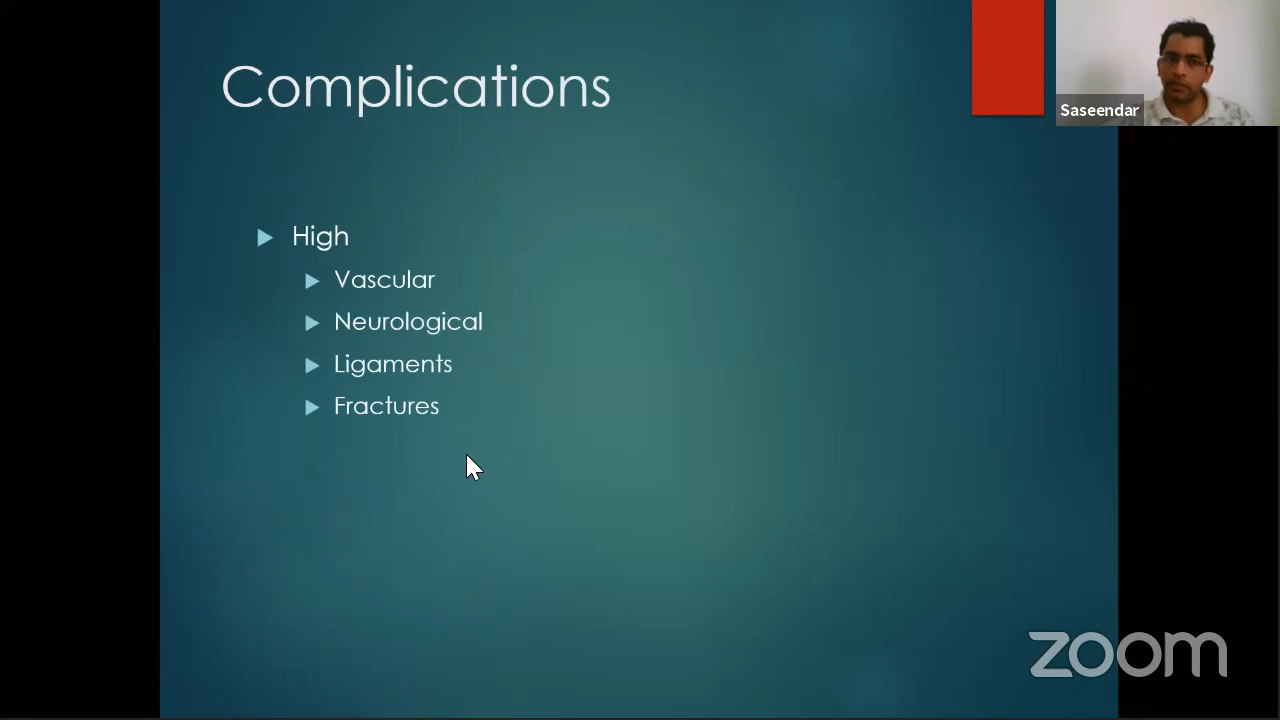 Complications
Saseendar
High
Vascular
Neurological
Ligaments
Fractures
zoom